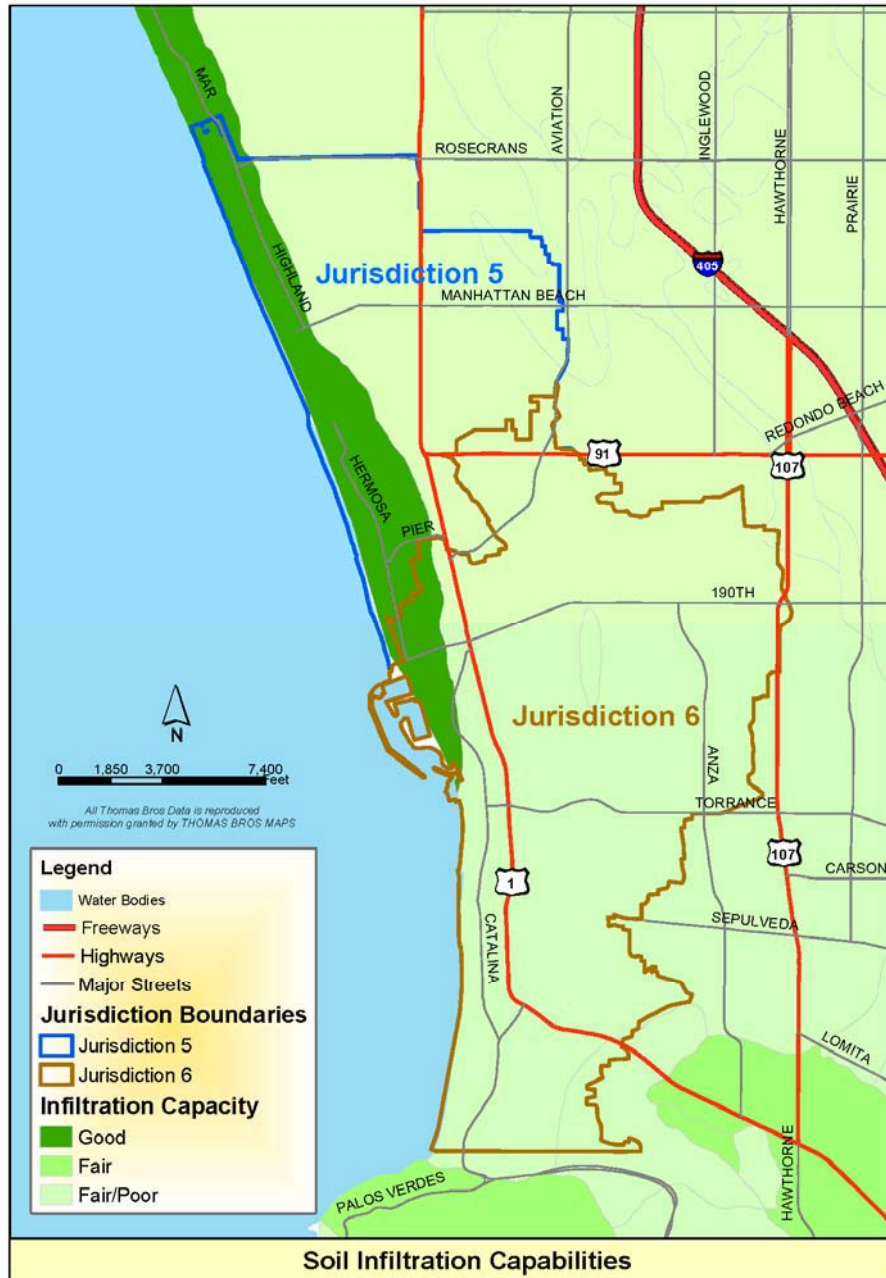 MAR
AVIATION
INGLEWOOD
HAWTHORNE
PRAIRIE
ROSECRANS
HIGHLAND
Jurisdiction 5
405
MANHATTAN BEACH
REDONDO BEACH
91
107
HERMOSA
PIER
190TH
Jurisdiction 6
ANZA
N
0 1,850 3,700 7,400
Feet
All Thomas Bros Data is reproduced
with permission granted by THOMAS BROS MAPS
TORRANCE
107
CARSON
1
CATALINA
SEPULVEDA
LOMITA
HAWTHORNE
PALOS VERDES
Legend
Water Bodies
Freeways
Highways
Major Streets
Jurisdiction Boundaries
Jurisdiction 5
Jurisdiction 6
Infiltration Capacity
Good
Fair
Fair/Poor
Soil Infiltration Capabilities